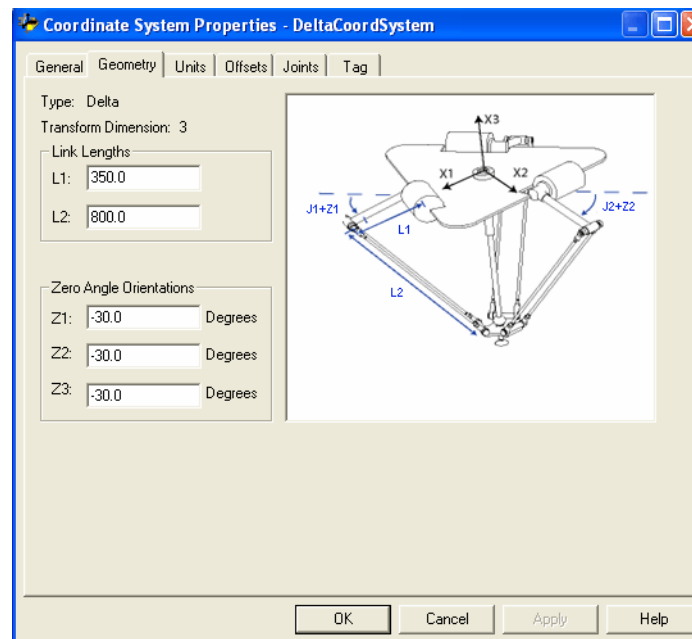 Coordinate System Properties - DeltaCoordSystem
General Geometry Units Offsets Joints Tag
Type: Delta
Transform Dimension: 3
Link Lengths
L1: 350.0
L2: 800.0
Zero Angle Orientations
Z1: -30.0 Degrees
Z2: -30.0 Degrees
Z3: -30.0 Degrees
X3
X1 X2
J1+Z1 J2+Z2
L1
L2
OK Cancel Apply Help